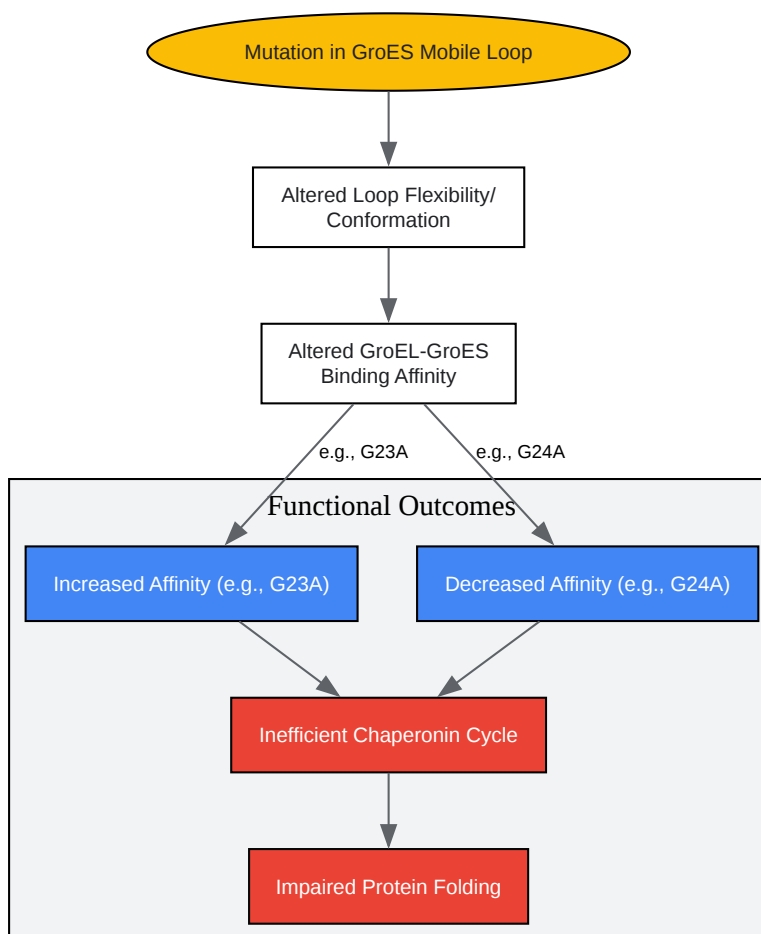 Mutation in GroES Mobile Loop
Altered Loop Flexibility/
Conformation
Altered GroEL-GroES
Binding Affinity
e.g., G23A
e.g., G24A
Functional Outcomes
Increased Affinity (e.g., G23A)
Decreased Affinity (e.g., G24A)
Inefficient Chaperonin Cycle
Impaired Protein Folding